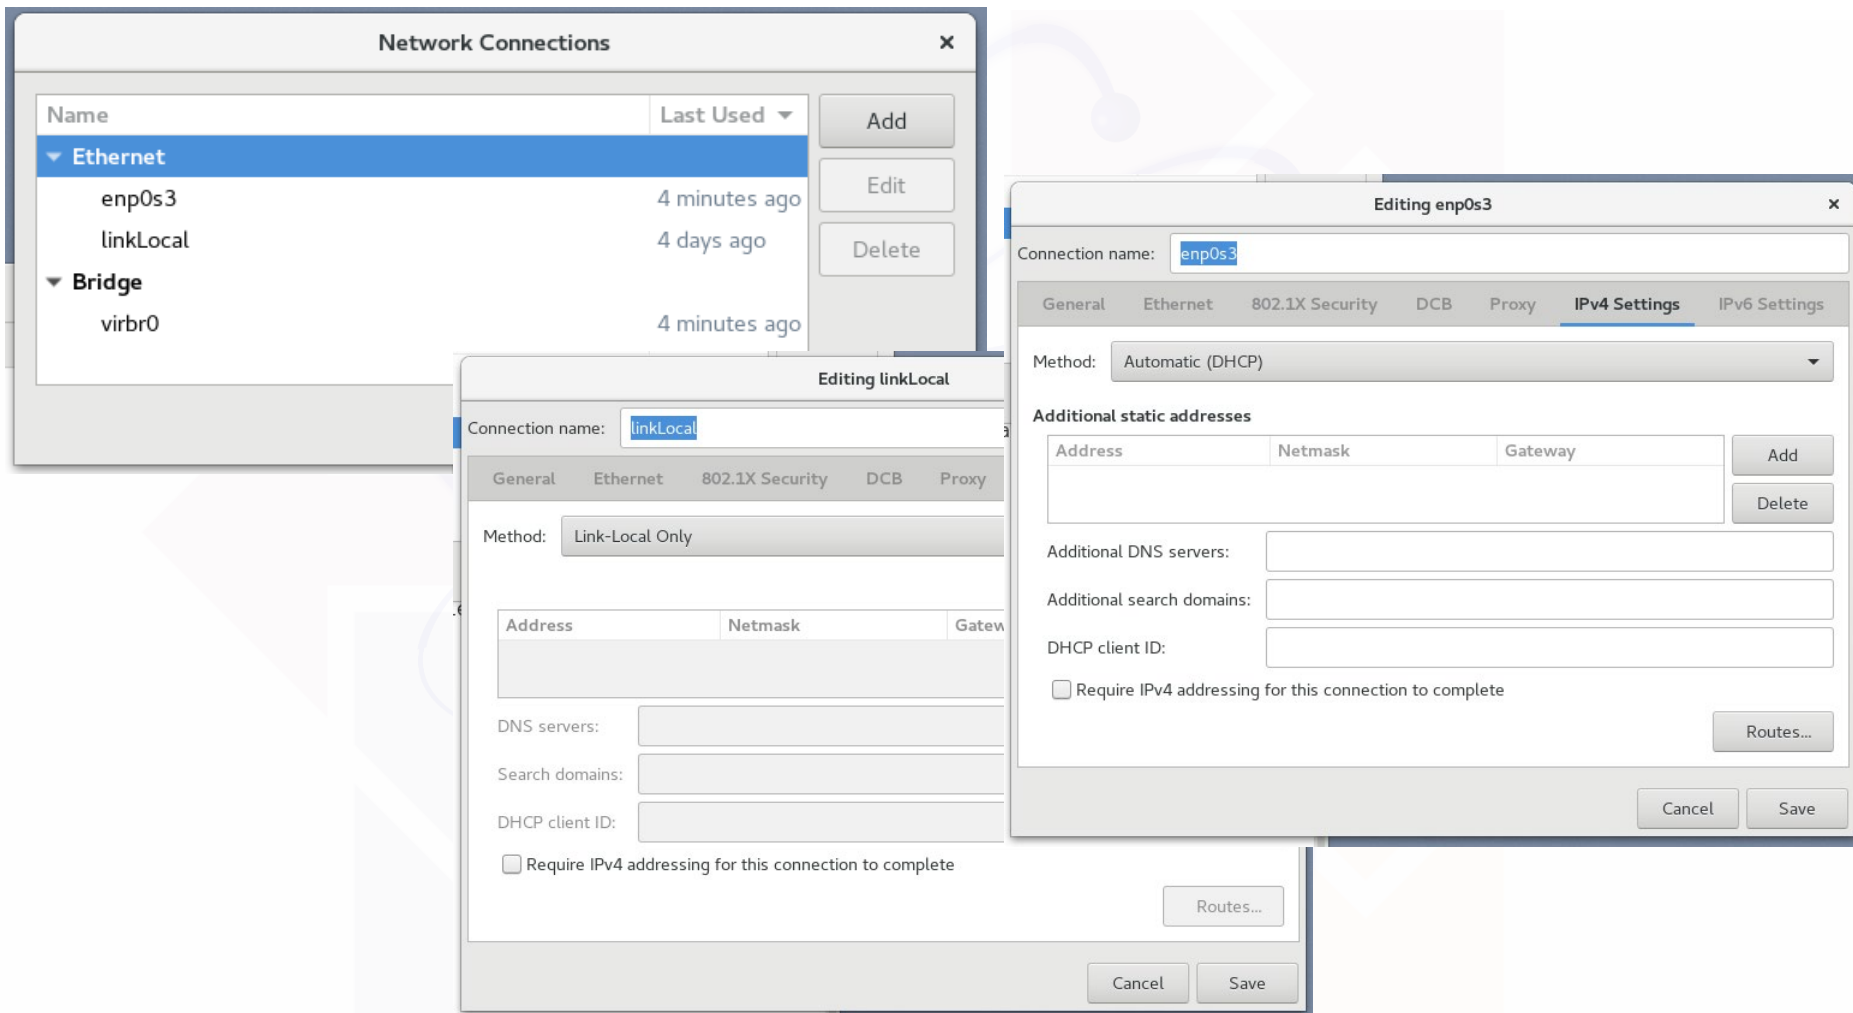 Network Connections
Name Last Used
Add
Ethernet
Edit
enp0s3 4 minutes ago
linkLocal 4 days ago
Delete
Bridge
virbr0 4 minutes ago
Editing linkLocal
Connection name: linkLocal
General Ethernet 802.1X Security DCB Proxy
Method: Link-Local Only
Address Netmask Gatew
DNS servers:
Search domains:
DHCP client ID:
Require IPv4 addressing for this connection to complete
Routes...
Cancel Save
Editing enp0s3
Connection name: enp0s3
General Ethernet 802.1X Security DCB Proxy IPv4 Settings IPv6 Settings
Method: Automatic (DHCP)
Additional static addresses
Address Netmask Gateway
Add
Delete
Additional DNS servers:
Additional search domains:
DHCP client ID:
Require IPv4 addressing for this connection to complete
Routes...
Cancel Save